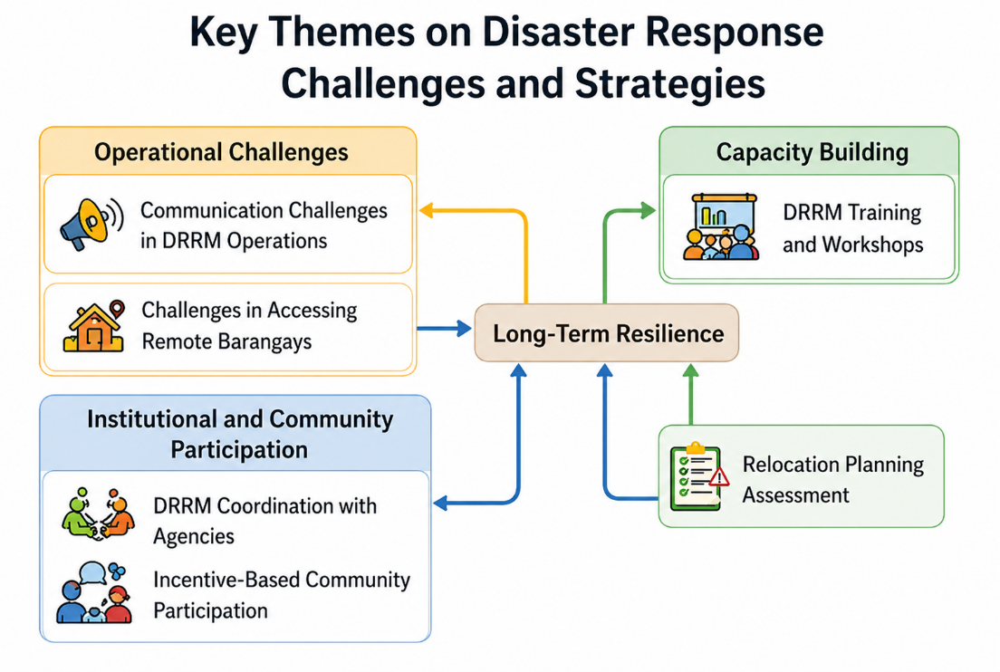 Key Themes on Disaster Response
Challenges and Strategies
Operational Challenges
Communication Challenges
in DRRM Operations
Challenges in Accessing
Remote Barangays
Capacity Building
DRRM Training
and Workshops
Long-Term Resilience
Institutional and Community
Participation
DRRM Coordination with
Agencies
Incentive-Based Community
Participation
Relocation Planning
Assessment